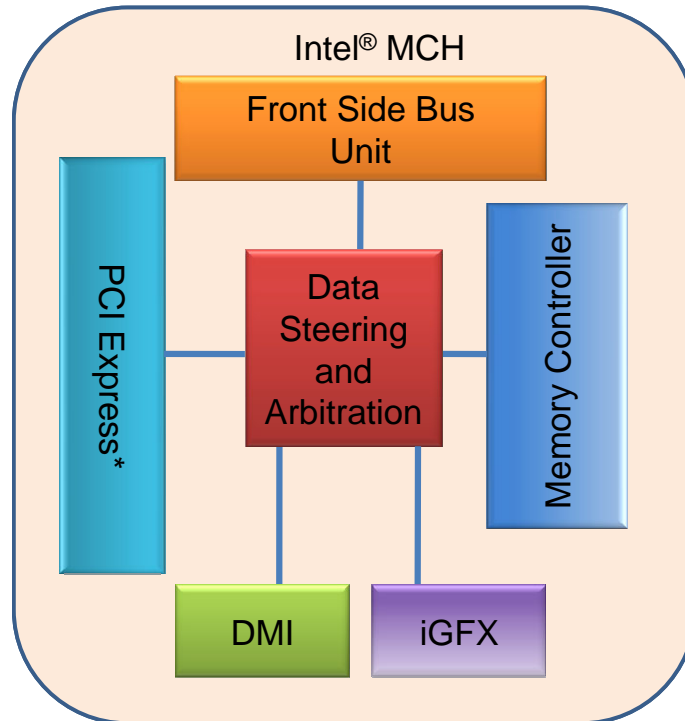 Intel® MCH
Front Side Bus
Unit
PCI Express*
Data
Steering
and
Arbitration
Memory Controller
DMI
iGFX